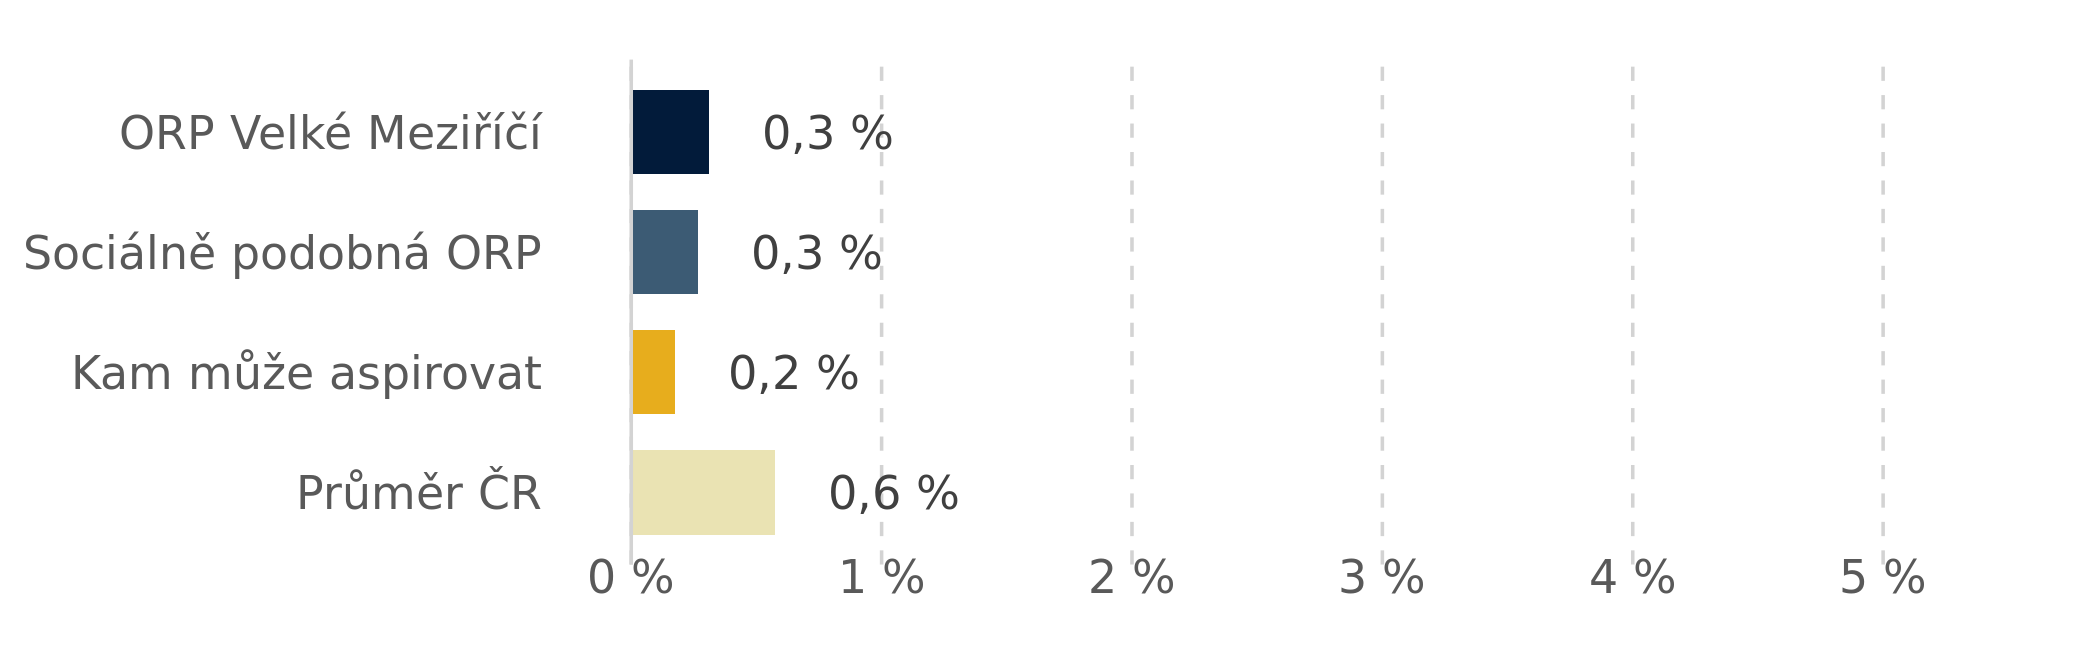 ORP Velké Meziříčí 0,3 %
Sociálně podobná ORP 0,3 %
Kam může aspirovat 0,2 %
Průměr ČR 0,6 %
0 % 1 % 2 % 3 % 4 % 5 %